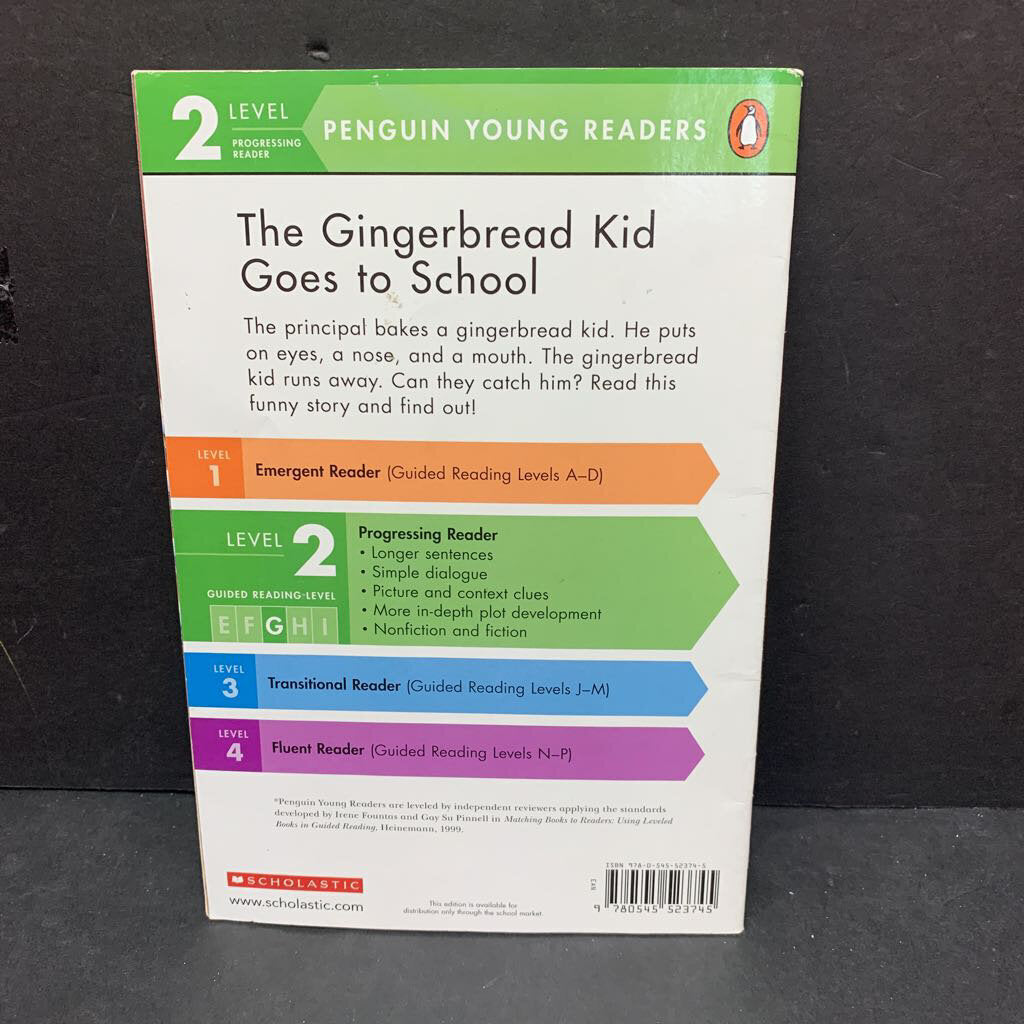 2 LEVEL
PROGRESSING
READER
PENGUIN YOUNG READERS
The Gingerbread Kid
Goes to School
The principal bakes a gingerbread kid. He puts
on eyes, a nose, and a mouth. The gingerbread
kid runs away. Can they catch him? Read this
funny story and find out!
LEVEL
1
Emergent Reader (Guided Reading Levels A–D)
LEVEL 2
GUIDED READING*LEVEL
E F G H I
Progressing Reader
• Longer sentences
• Simple dialogue
• Picture and context clues
• More in-depth plot development
• Nonfiction and fiction
LEVEL
3
Transitional Reader (Guided Reading Levels J–M)
LEVEL
4
Fluent Reader (Guided Reading Levels N–P)
*Penguin Young Readers are leveled by independent reviewers applying the standards
developed by Irene Fountas and Gay Su Pinnell in Matching Books to Readers: Using Leveled
Books in Guided Reading, Heinemann, 1999.
SCHOLASTIC
www.scholastic.com
This edition is available for
distribution only through the school market.
ISBN 978-0-545-52374-5
EAN
9 780545 523745